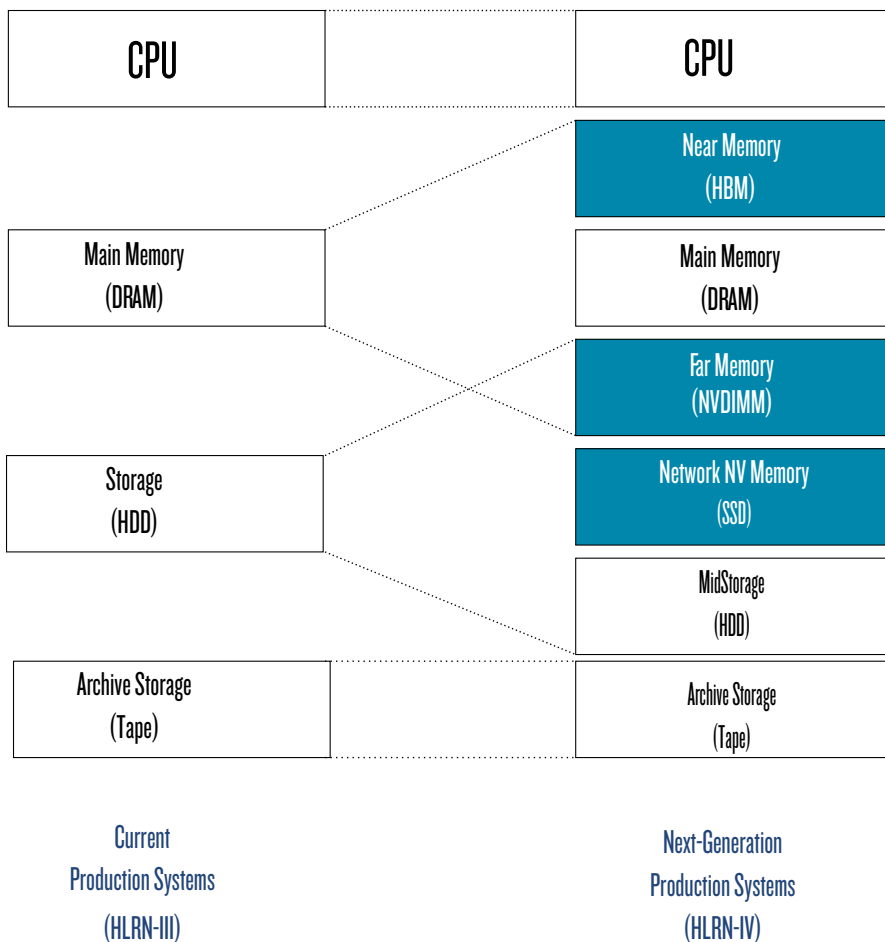 CPU
Main Memory
(DRAM)
Storage
(HDD)
Archive Storage
(Tape)
Current
Production Systems
(HLRN-III)
CPU
Near Memory
(HBM)
Main Memory
(DRAM)
Far Memory
(NVDIMM)
Network NV Memory
(SSD)
MidStorage
(HDD)
Archive Storage
(Tape)
Next-Generation
Production Systems
(HLRN-IV)